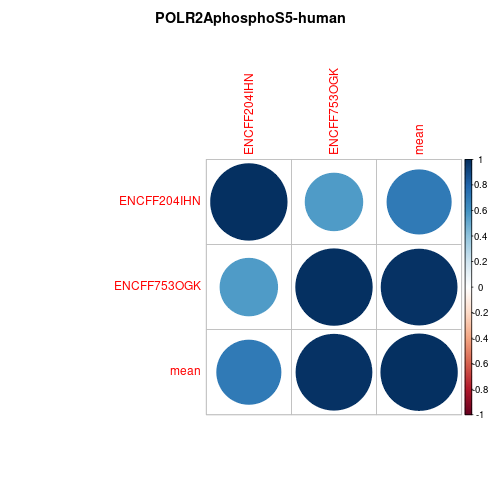 POLR2AphosphoS5-human
ENCFF204IHN
ENCFF753OGK
mean
ENCFF204IHN
ENCFF753OGK
mean
1
0.8
0.6
0.4
0.2
0
-0.2
-0.4
-0.6
-0.8
-1